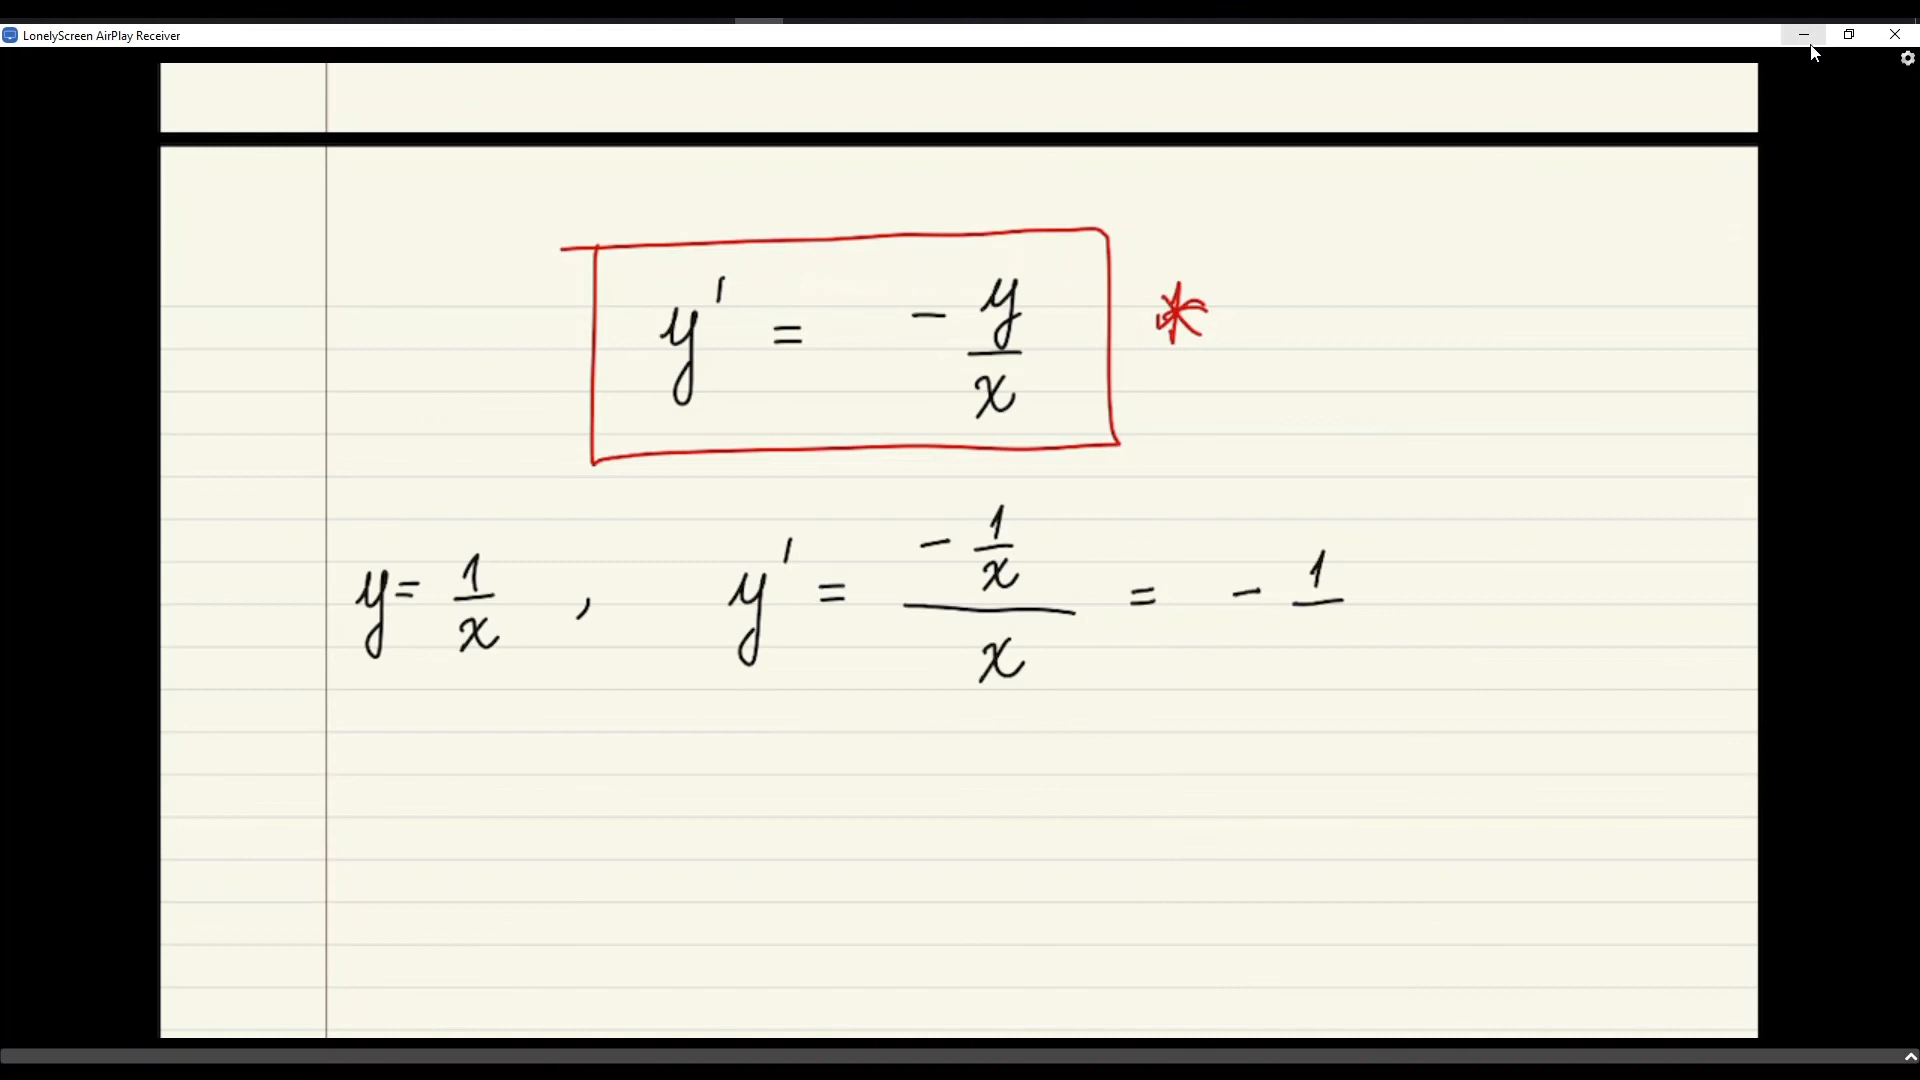 LonelyScreen AirPlay Receiver
y' = - y/x *
y = 1/x , y' = (- 1/x)/x = - 1